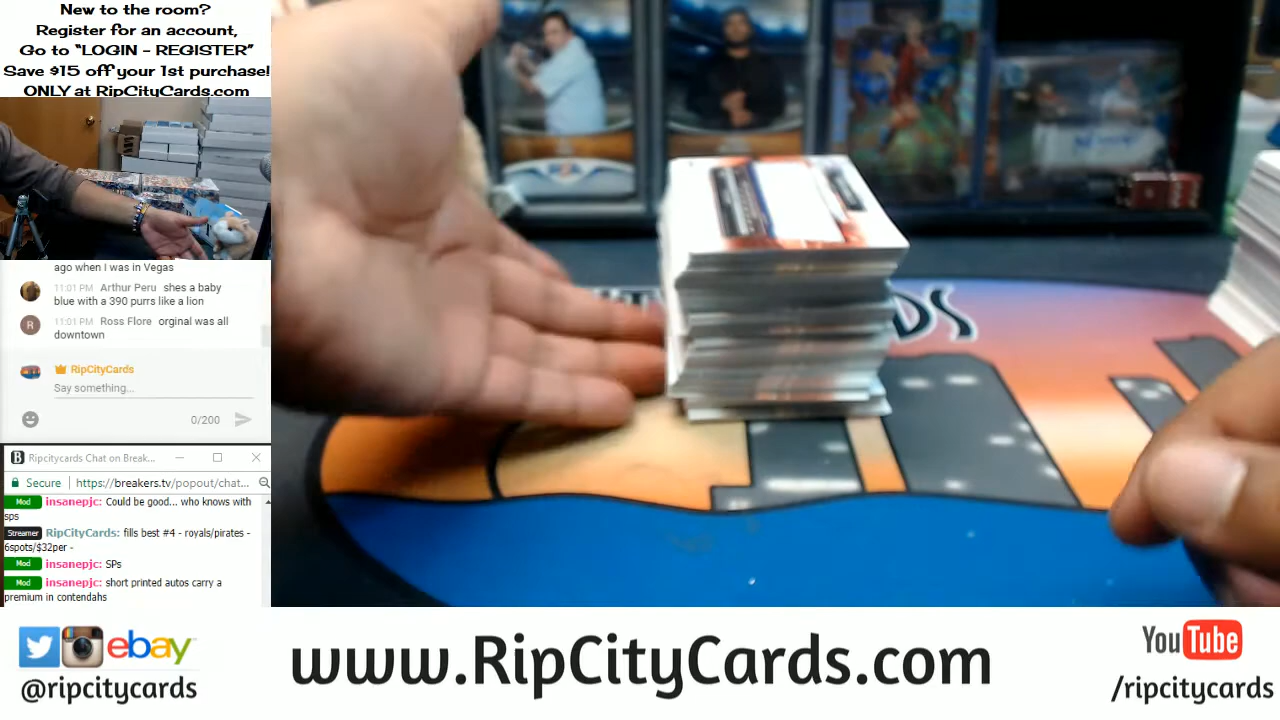 New to the room?
Register for an account,
Go to “LOGIN - REGISTER”
Save $15 off your 1st purchase!
ONLY at RipCityCards.com
ago when I was in Vegas
11:01 PM Arthur Peru shes a baby
blue with a 390 purrs like a lion
11:01 PM Ross Flore orginal was all
R
downtown
RipCityCards
Say something...
0/200
B Ripcitycards Chat on Break...
Secure https://breakers.tv/popout/chat...
Mod insanepjc: Could be good... who knows with
sps
Streamer RipCityCards: fills best #4 - royals/pirates -
6spots/$32per -
Mod insanepjc: SPs
Mod insanepjc: short printed autos carry a
premium in contendahs
DS
ebay
@ripcitycards
www.RipCityCards.com
YouTube
/ripcitycards